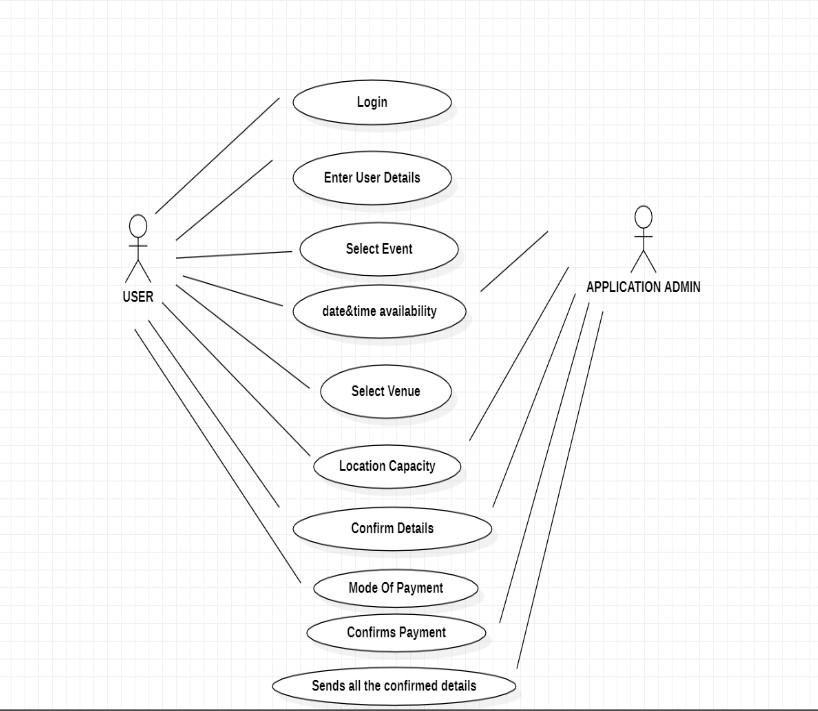 Login
Enter User Details
Select Event
USER
APPLICATION ADMIN
date&time availability
Select Venue
Location Capacity
Confirm Details
Mode Of Payment
Confirms Payment
Sends all the confirmed details